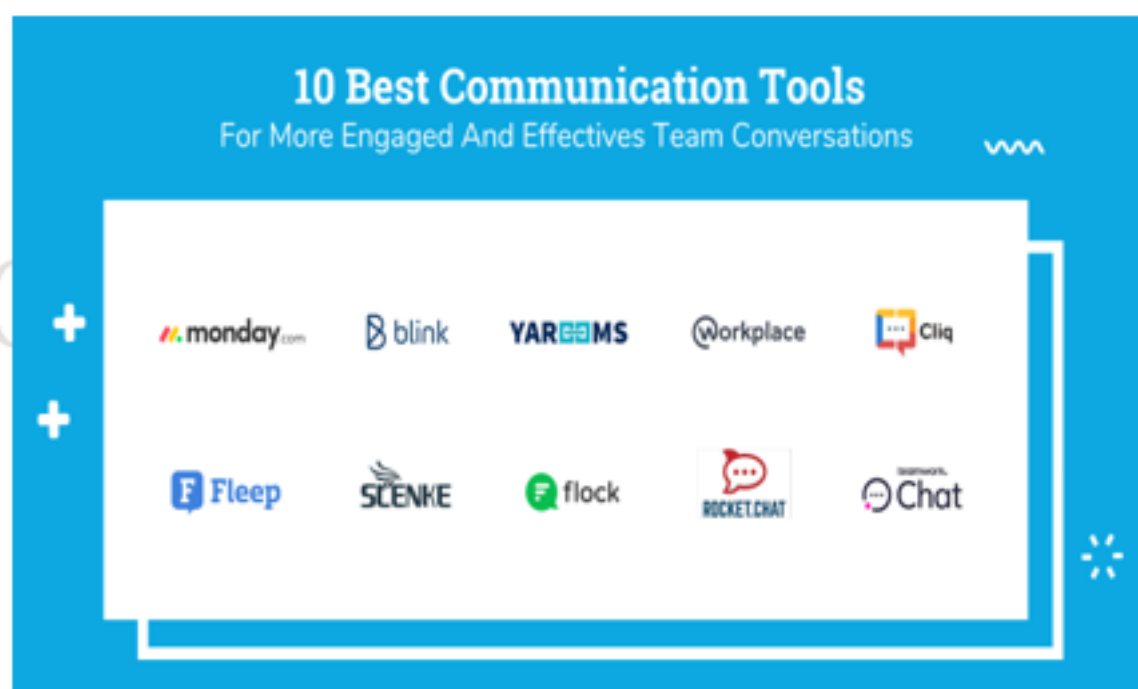 10 Best Communication Tools
For More Engaged And Effectives Team Conversations
monday.com
blink
YAROOMS
Workplace
Cliq
Fleep
SCENKE
flock
ROCKET.CHAT
teamwork.
Chat